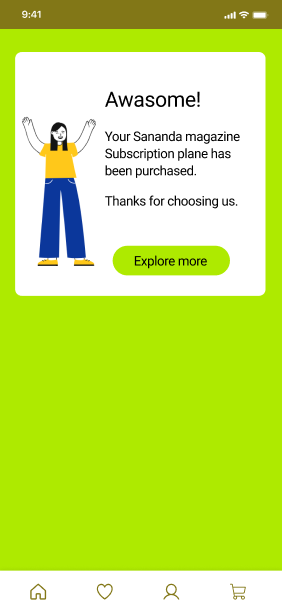 9:41
Awasome!
Your Sananda magazine
Subscription plane has
been purchased.
Thanks for choosing us.
Explore more